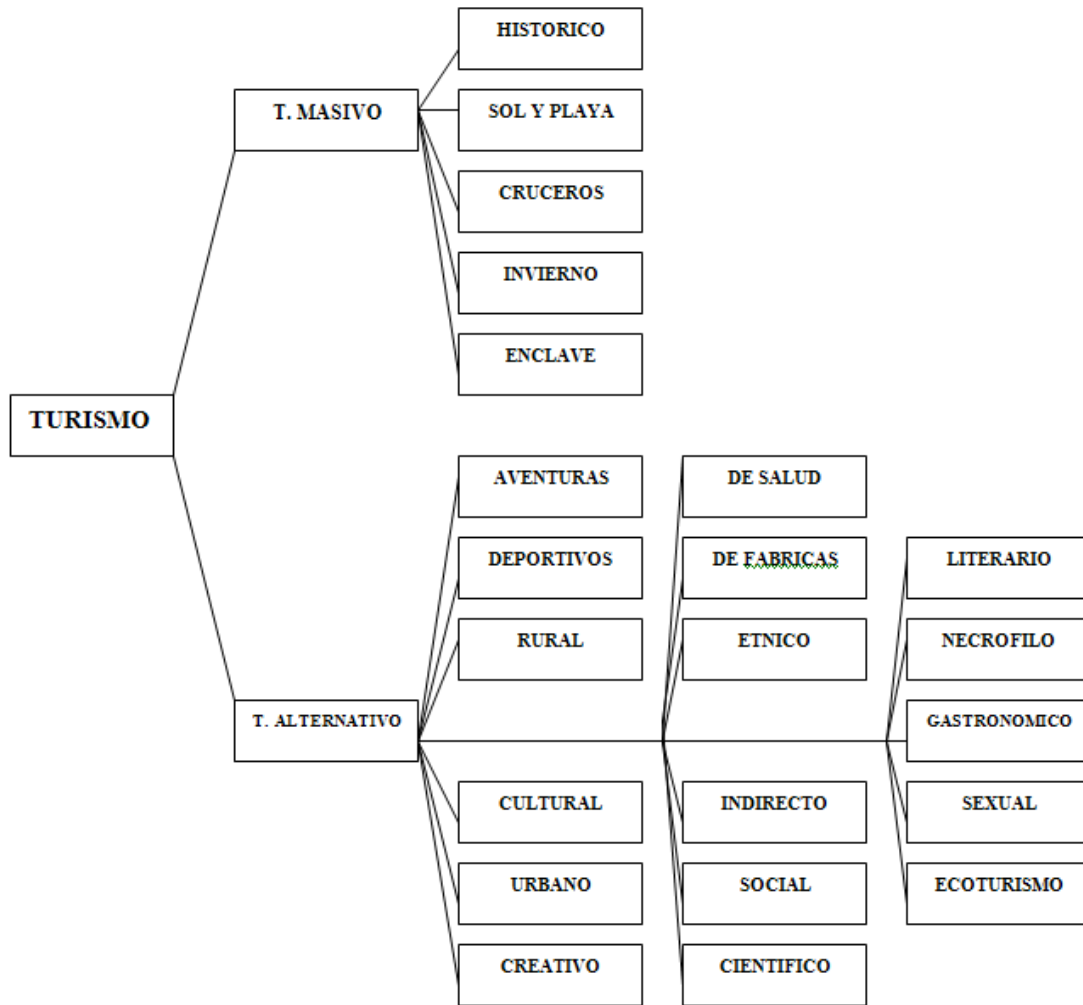 HISTORICO
T. MASIVO
SOL Y PLAYA
CRUCEROS
INVIERNO
ENCLAVE
TURISMO
AVENTURAS
DE SALUD
DEPORTIVOS
DE FABRICAS
LITERARIO
RURAL
ETNICO
NECROFILO
T. ALTERNATIVO
GASTRONOMICO
CULTURAL
INDIRECTO
SEXUAL
URBANO
SOCIAL
ECOTURISMO
CREATIVO
CIENTIFICO